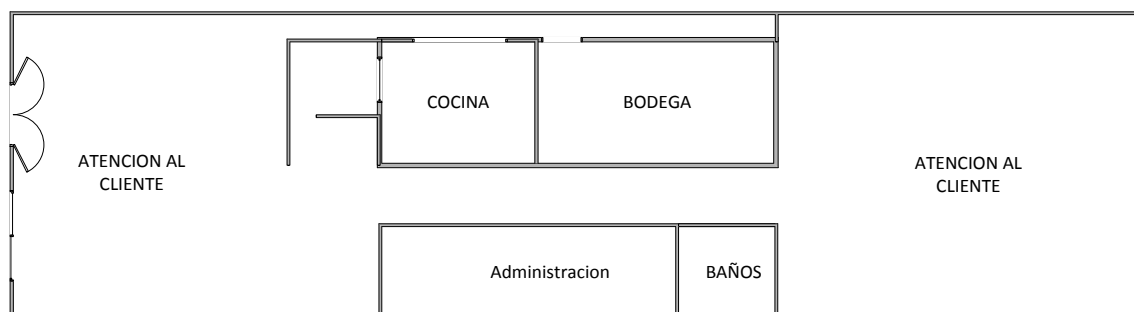 COCINA
BODEGA
ATENCION AL
CLIENTE
ATENCION AL
CLIENTE
Administracion
BAÑOS